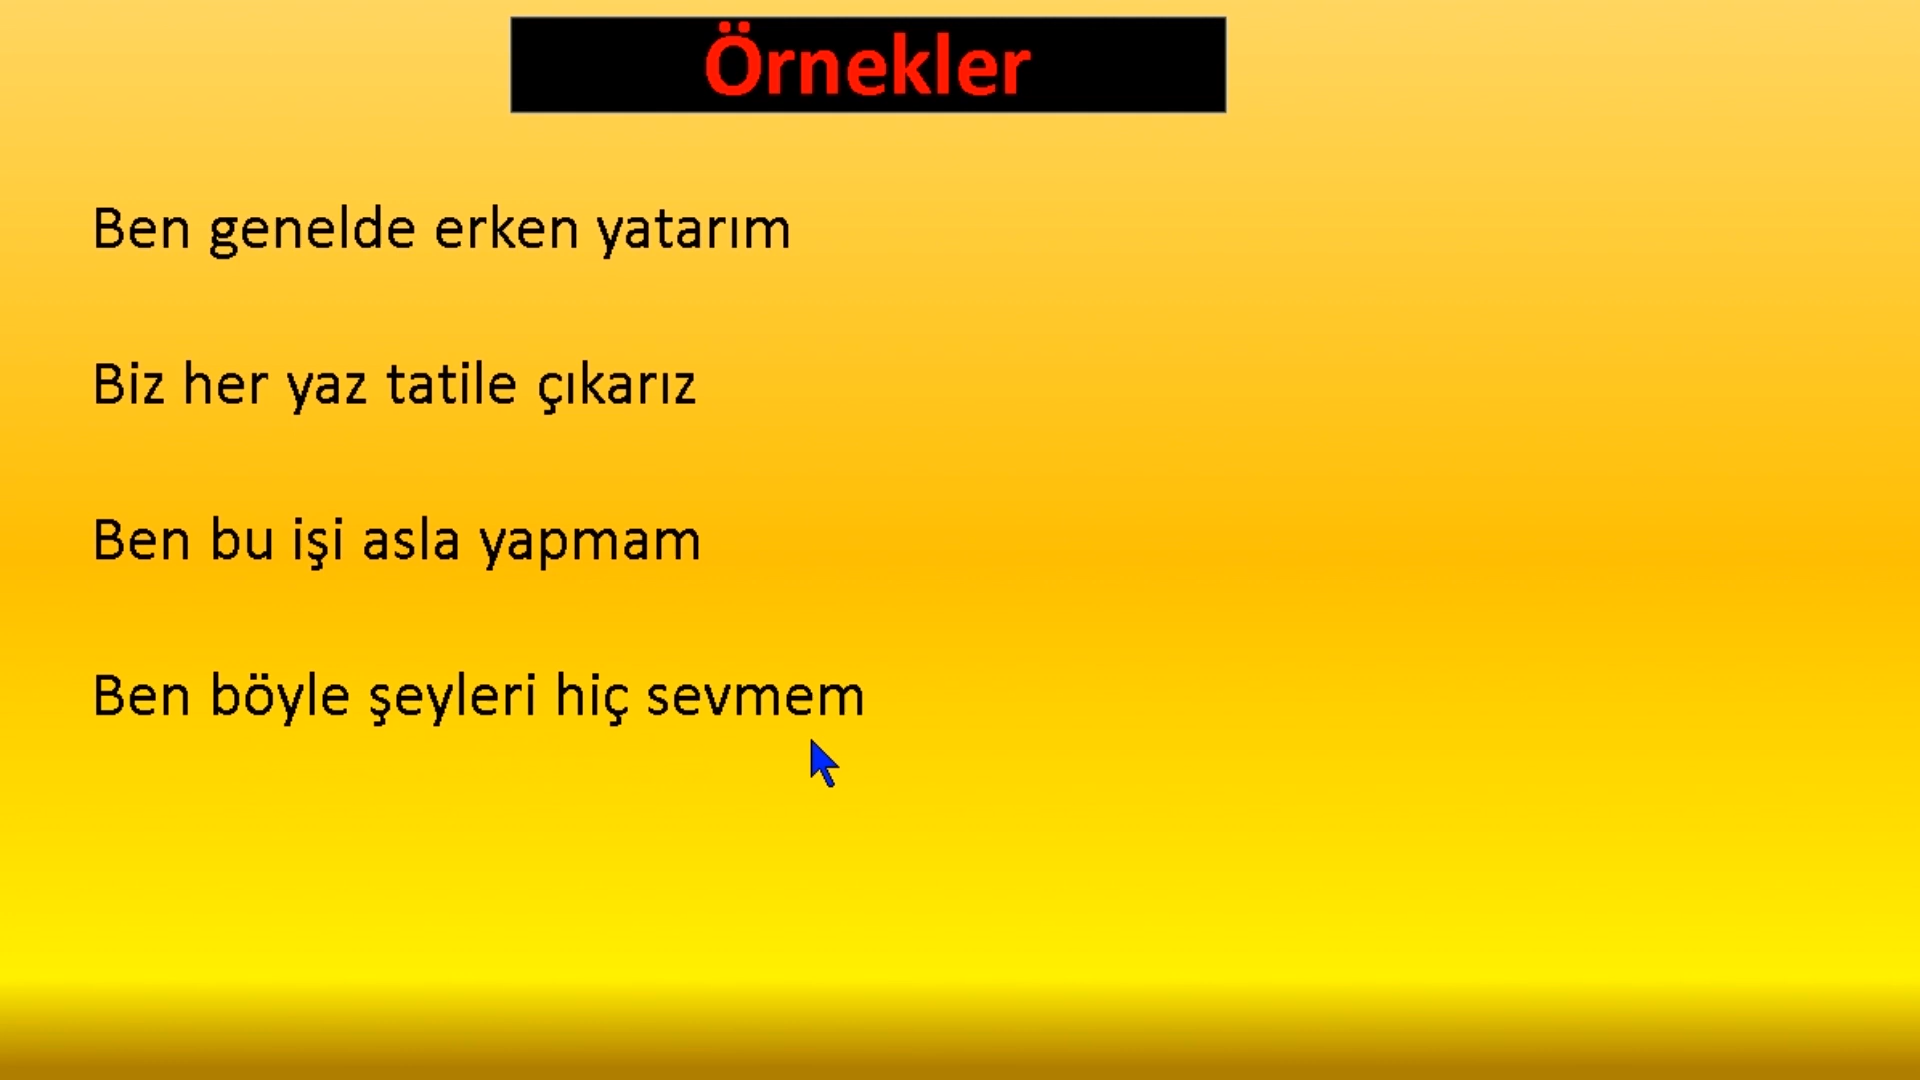 Örnekler
Ben genelde erken yatarım
Biz her yaz tatile çıkarız
Ben bu işi asla yapmam
Ben böyle şeyleri hiç sevmem